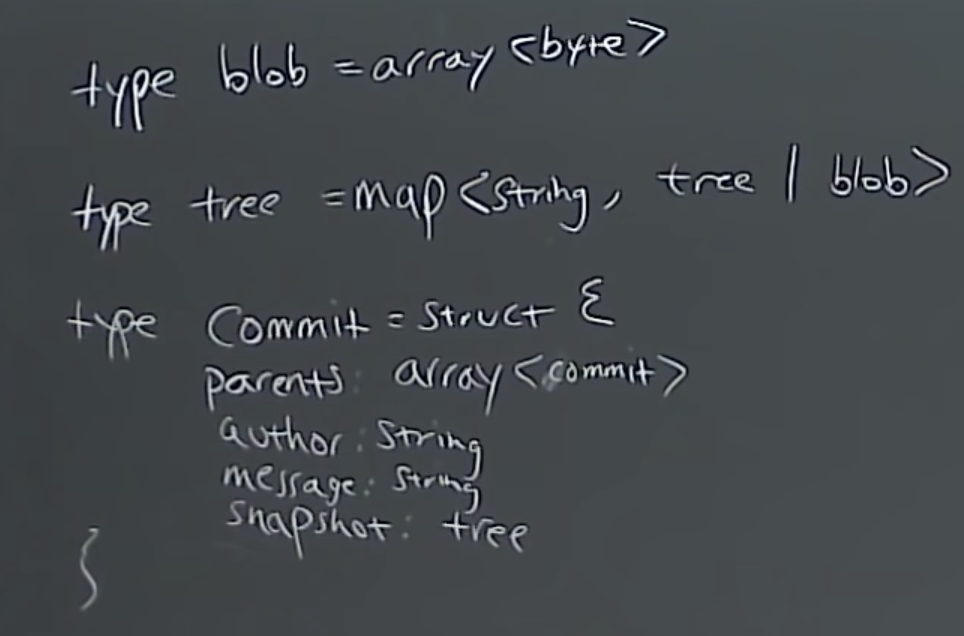 type blob = array <byte>
type tree = map <string, tree | blob>
type Commit = struct {
parents: array <commit>
author: string
message: string
snapshot: tree
}